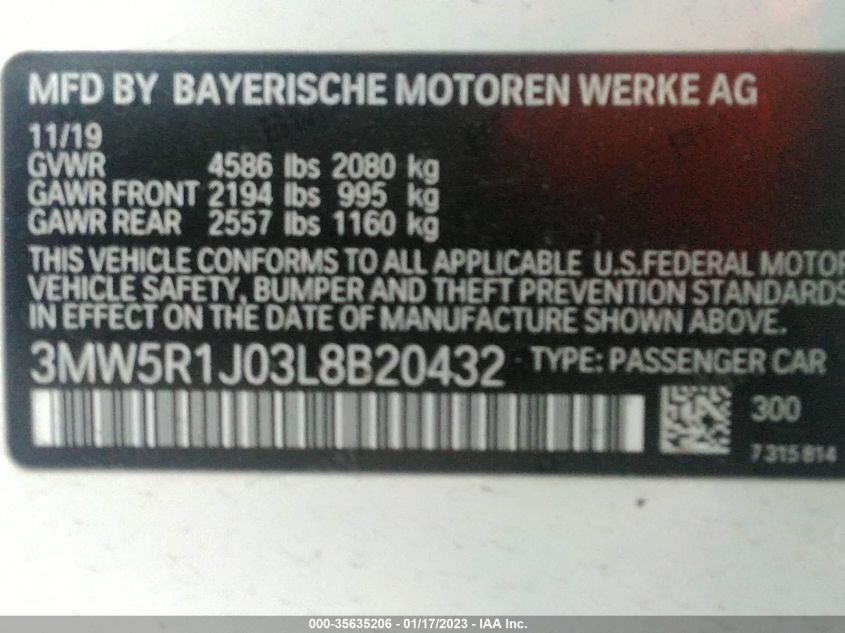 MFD BY BAYERISCHE MOTOREN WERKE AG
11/19
GVWR 4586 lbs 2080 kg
GAWR FRONT 2194 lbs 995 kg
GAWR REAR 2557 lbs 1160 kg
THIS VEHICLE CONFORMS TO ALL APPLICABLE U.S.FEDERAL MOTOR
VEHICLE SAFETY, BUMPER AND THEFT PREVENTION STANDARDS
IN EFFECT ON THE DATE OF MANUFACTURE SHOWN ABOVE.
3MW5R1J03L8B20432 TYPE: PASSENGER CAR
300
7 315 814
000-35635206 - 01/17/2023 - IAA Inc.